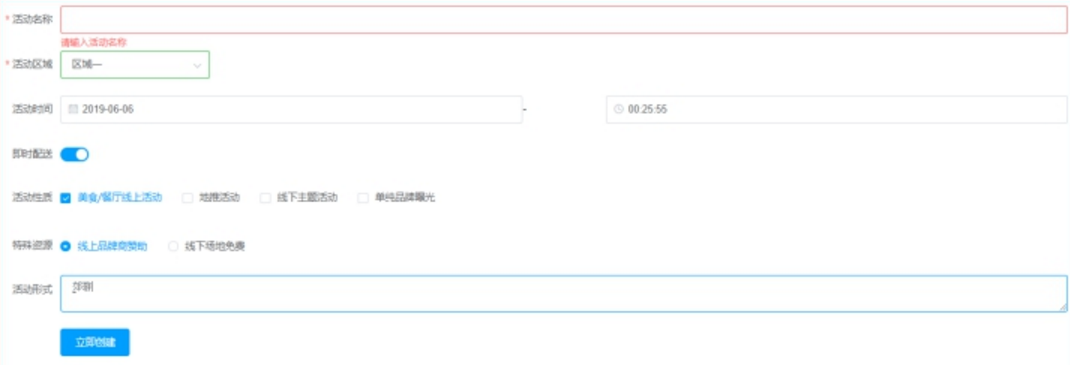 * 活动名称
请输入活动名称
* 活动区域 区域一
活动时间 2019-06-06 - 00:25:55
即时配送
活动性质 美食/餐厅线上活动 地推活动 线下主题活动 单纯品牌曝光
特殊资源 线上品牌商赞助 线下场地免费
活动形式
立即创建